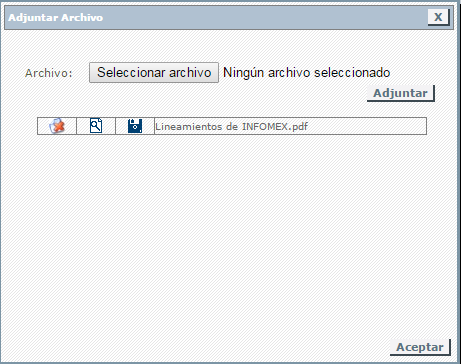 Adjuntar Archivo X
Archivo: Seleccionar archivo Ningún archivo seleccionado
Adjuntar
Lineamientos de INFOMEX.pdf
Aceptar